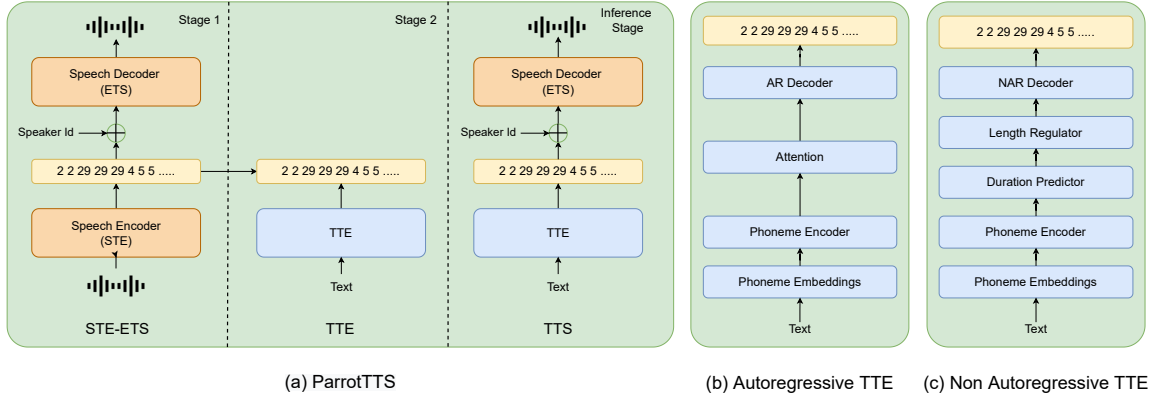 Stage 1
Speech Decoder
(ETS)
Speaker Id
2 2 29 29 29 4 5 5 .....
Speech Encoder
(STE)
STE-ETS
Stage 2
2 2 29 29 29 4 5 5 .....
TTE
Text
TTE
Inference
Stage
Speech Decoder
(ETS)
Speaker Id
2 2 29 29 29 4 5 5 .....
TTE
Text
TTS
(a) ParrotTTS
2 2 29 29 29 4 5 5 .....
AR Decoder
Attention
Phoneme Encoder
Phoneme Embeddings
Text
(b) Autoregressive TTE
2 2 29 29 29 4 5 5 .....
NAR Decoder
Length Regulator
Duration Predictor
Phoneme Encoder
Phoneme Embeddings
Text
(c) Non Autoregressive TTE